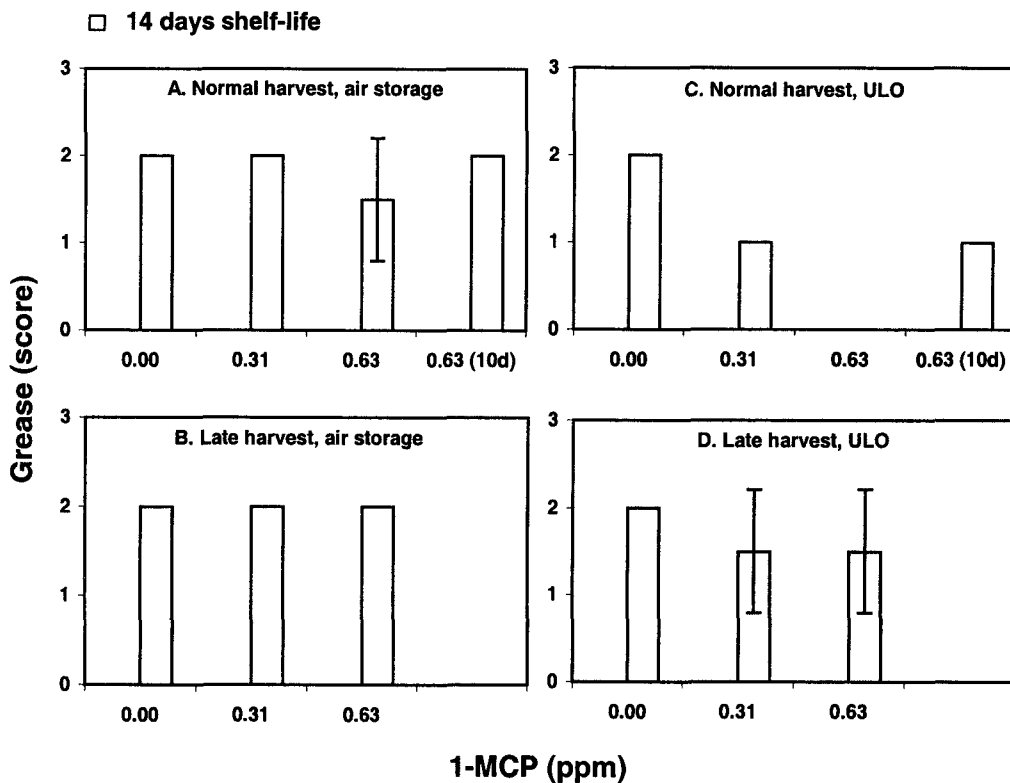 14 days shelf-life
Grease (score)
A. Normal harvest, air storage
3
2
1
0
0.00 0.31 0.63 0.63 (10d)
C. Normal harvest, ULO
3
2
1
0
0.00 0.31 0.63 0.63 (10d)
B. Late harvest, air storage
3
2
1
0
0.00 0.31 0.63
D. Late harvest, ULO
3
2
1
0
0.00 0.31 0.63
1-MCP (ppm)